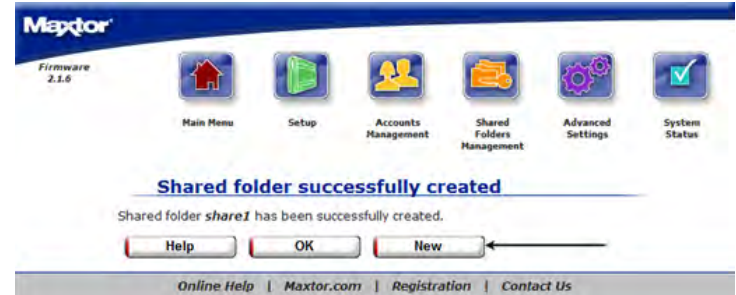 Maxtor
Firmware
2.1.6
Main Menu
Setup
Accounts
Management
Shared
Folders
Management
Advanced
Settings
System
Status
Shared folder successfully created
Shared folder share1 has been successfully created.
Help
OK
New
Online Help | Maxtor.com | Registration | Contact Us